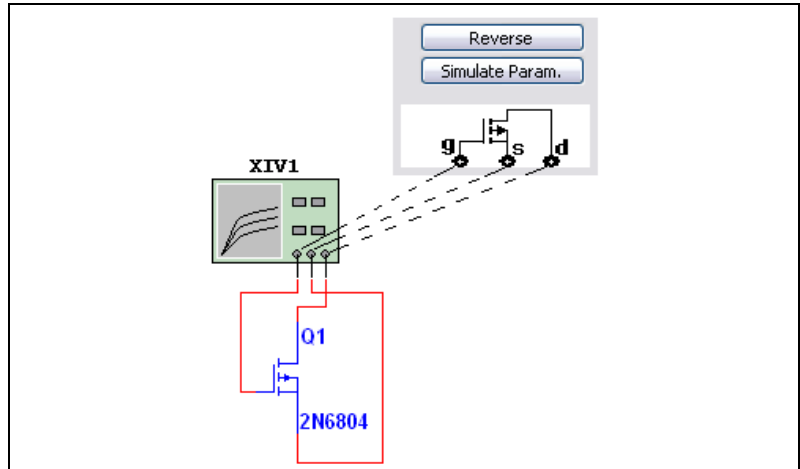 Reverse
Simulate Param.
g s d
XIV1
Q1
2N6804